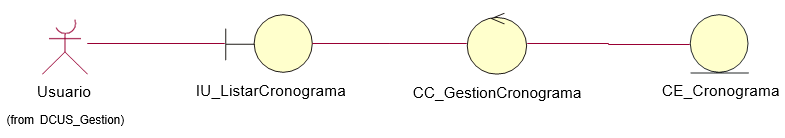 Usuario
(from DCUS_Gestion)
IU_ListarCronograma
CC_GestionCronograma
CE_Cronograma